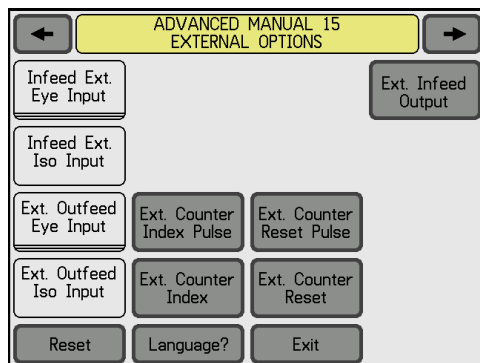 ADVANCED MANUAL 15
EXTERNAL OPTIONS
Infeed Ext.
Eye Input
Ext. Infeed
Output
Infeed Ext.
Iso Input
Ext. Outfeed
Eye Input
Ext. Counter
Index Pulse
Ext. Counter
Reset Pulse
Ext. Outfeed
Iso Input
Ext. Counter
Index
Ext. Counter
Reset
Reset
Language?
Exit